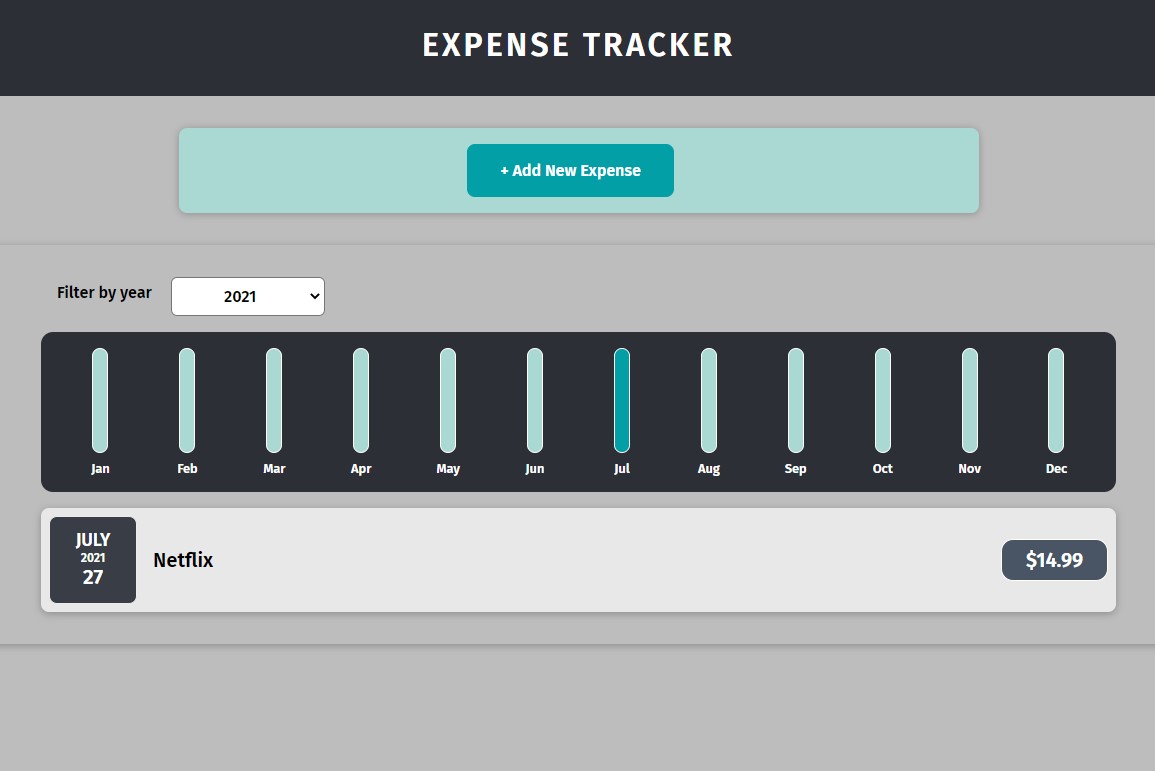 EXPENSE TRACKER
+ Add New Expense
Filter by year 2021
Jan Feb Mar Apr May Jun Jul Aug Sep Oct Nov Dec
JULY
2021
27
Netflix
$14.99